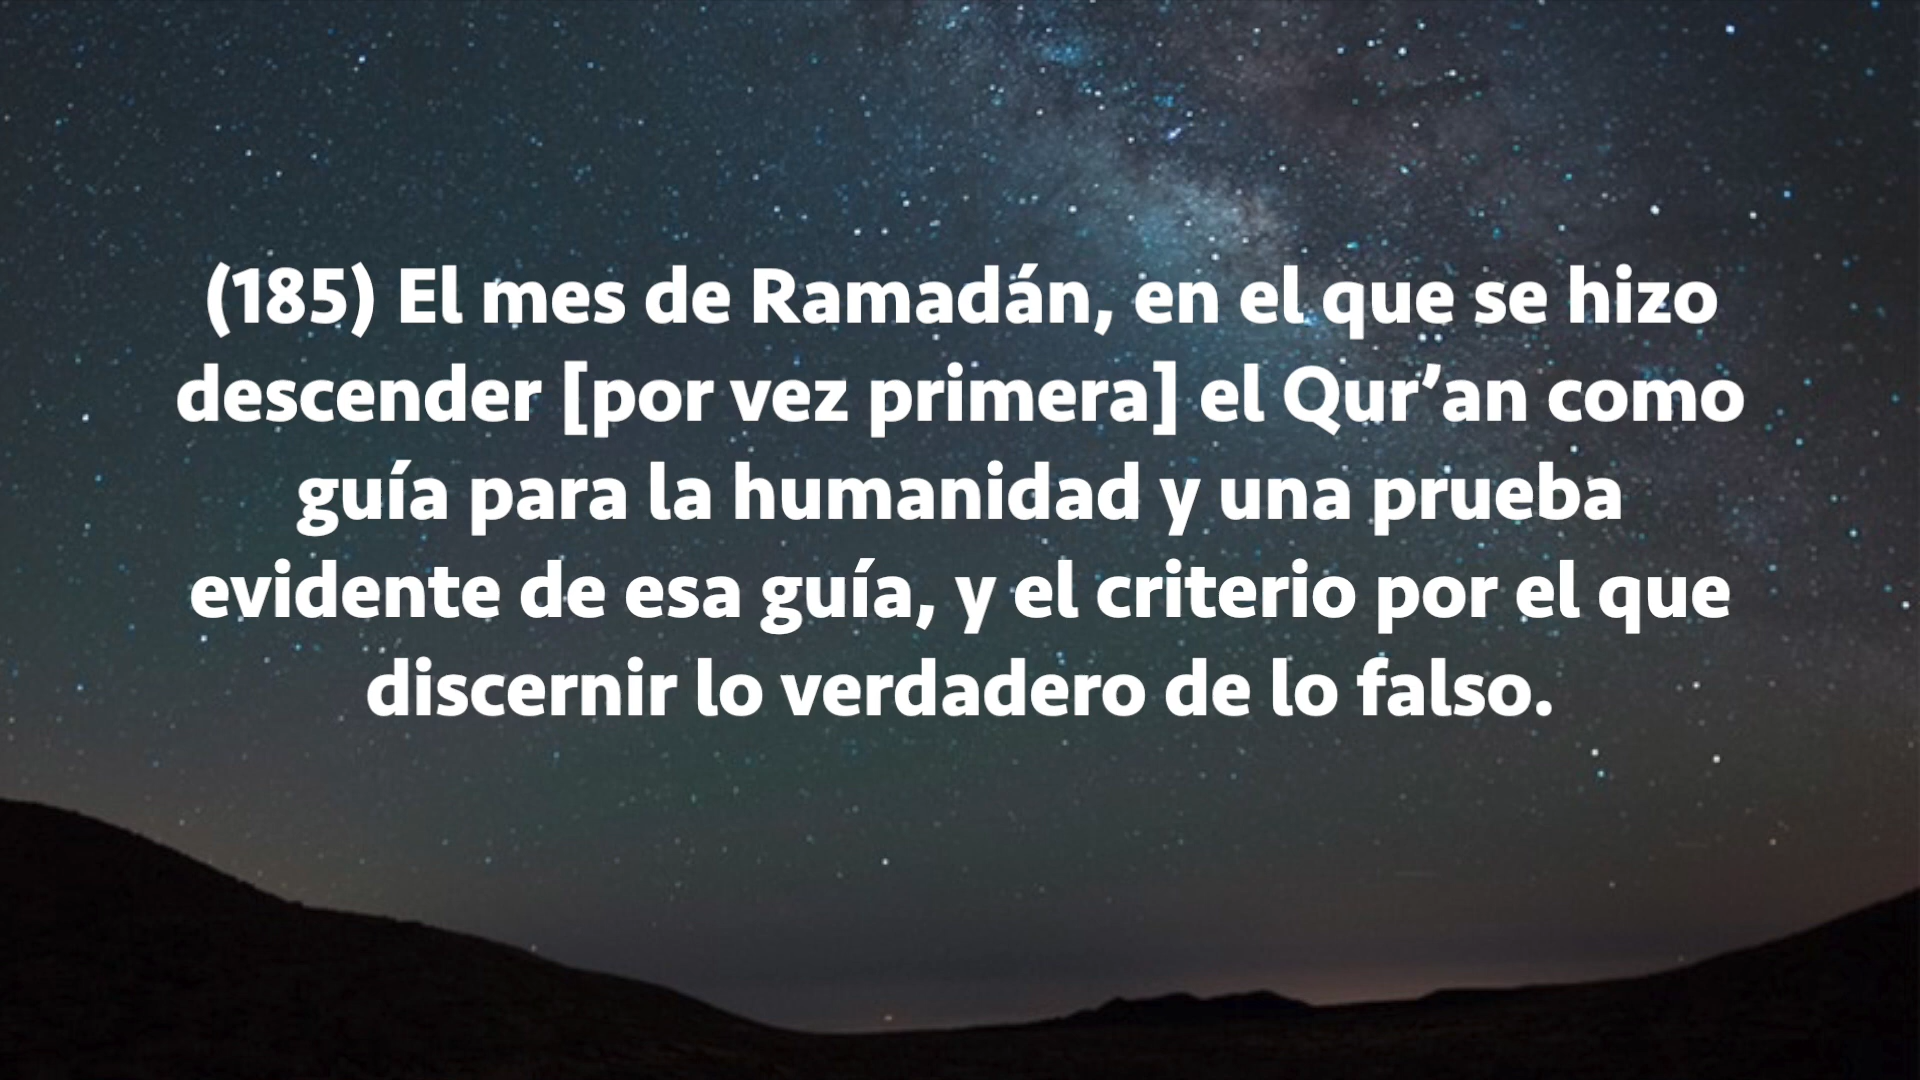 (185) El mes de Ramadán, en el que se hizo
descender [por vez primera] el Qur’an como
guía para la humanidad y una prueba
evidente de esa guía, y el criterio por el que
discernir lo verdadero de lo falso.